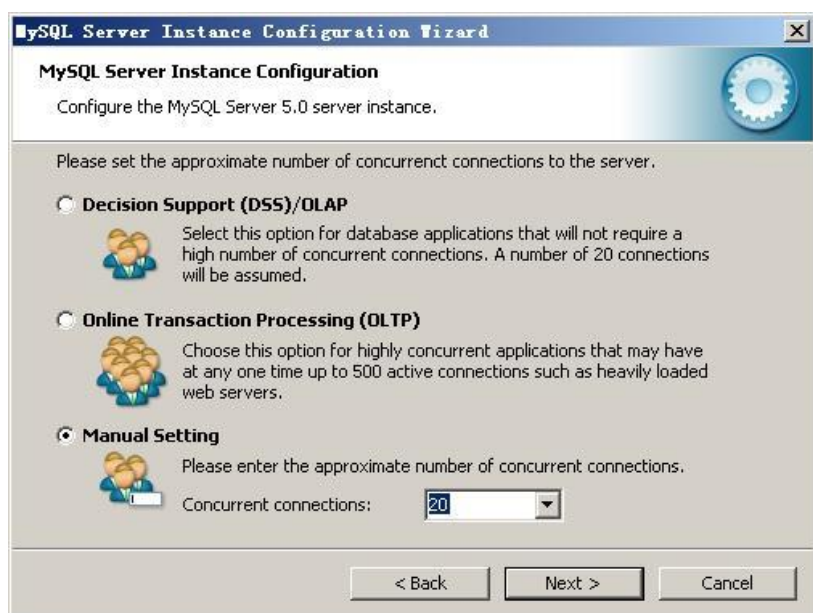 MySQL Server Instance Configuration Wizard
MySQL Server Instance Configuration
Configure the MySQL Server 5.0 server instance.
Please set the approximate number of concurrenct connections to the server.
Decision Support (DSS)/OLAP
Select this option for database applications that will not require a
high number of concurrent connections. A number of 20 connections
will be assumed.
Online Transaction Processing (OLTP)
Choose this option for highly concurrent applications that may have
at any one time up to 500 active connections such as heavily loaded
web servers.
Manual Setting
Please enter the approximate number of concurrent connections.
Concurrent connections: 20
< Back Next > Cancel